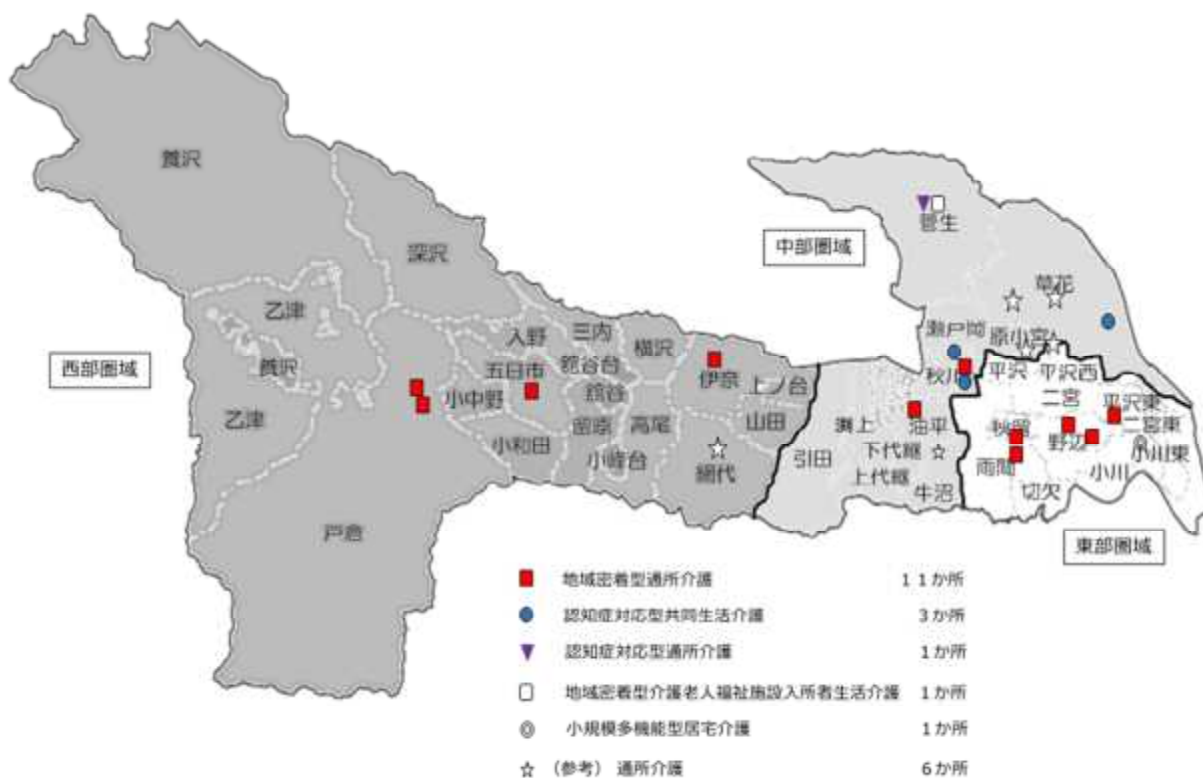 養沢
菅生
中部圏域
深沢
草花
乙津
入野
三内
横沢
瀬戸岡
原小宮
西部圏域
養沢
五日市
舘谷台
伊奈
上ノ台
秋川
平沢
平沢西
乙津
小中野
舘谷
二宮
平沢東
小和田
留原
高尾
山田
渕上
油平
秋留
野辺
二宮東
小峰台
網代
引田
下代継
雨間
小川
小川東
上代継
牛沼
切欠
戸倉
東部圏域
地域密着型通所介護 11か所
認知症対応型共同生活介護 3か所
認知症対応型通所介護 1か所
地域密着型介護老人福祉施設入所者生活介護 1か所
小規模多機能型居宅介護 1か所
(参考) 通所介護 6か所